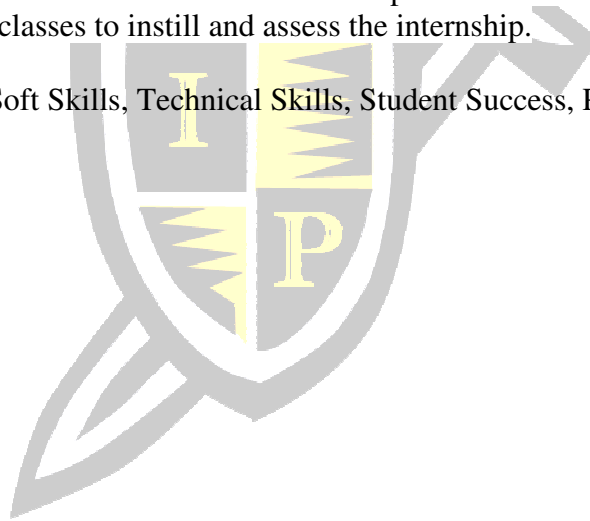 classes to instill and assess the internship.
Soft Skills, Technical Skills, Student Success,
I
P